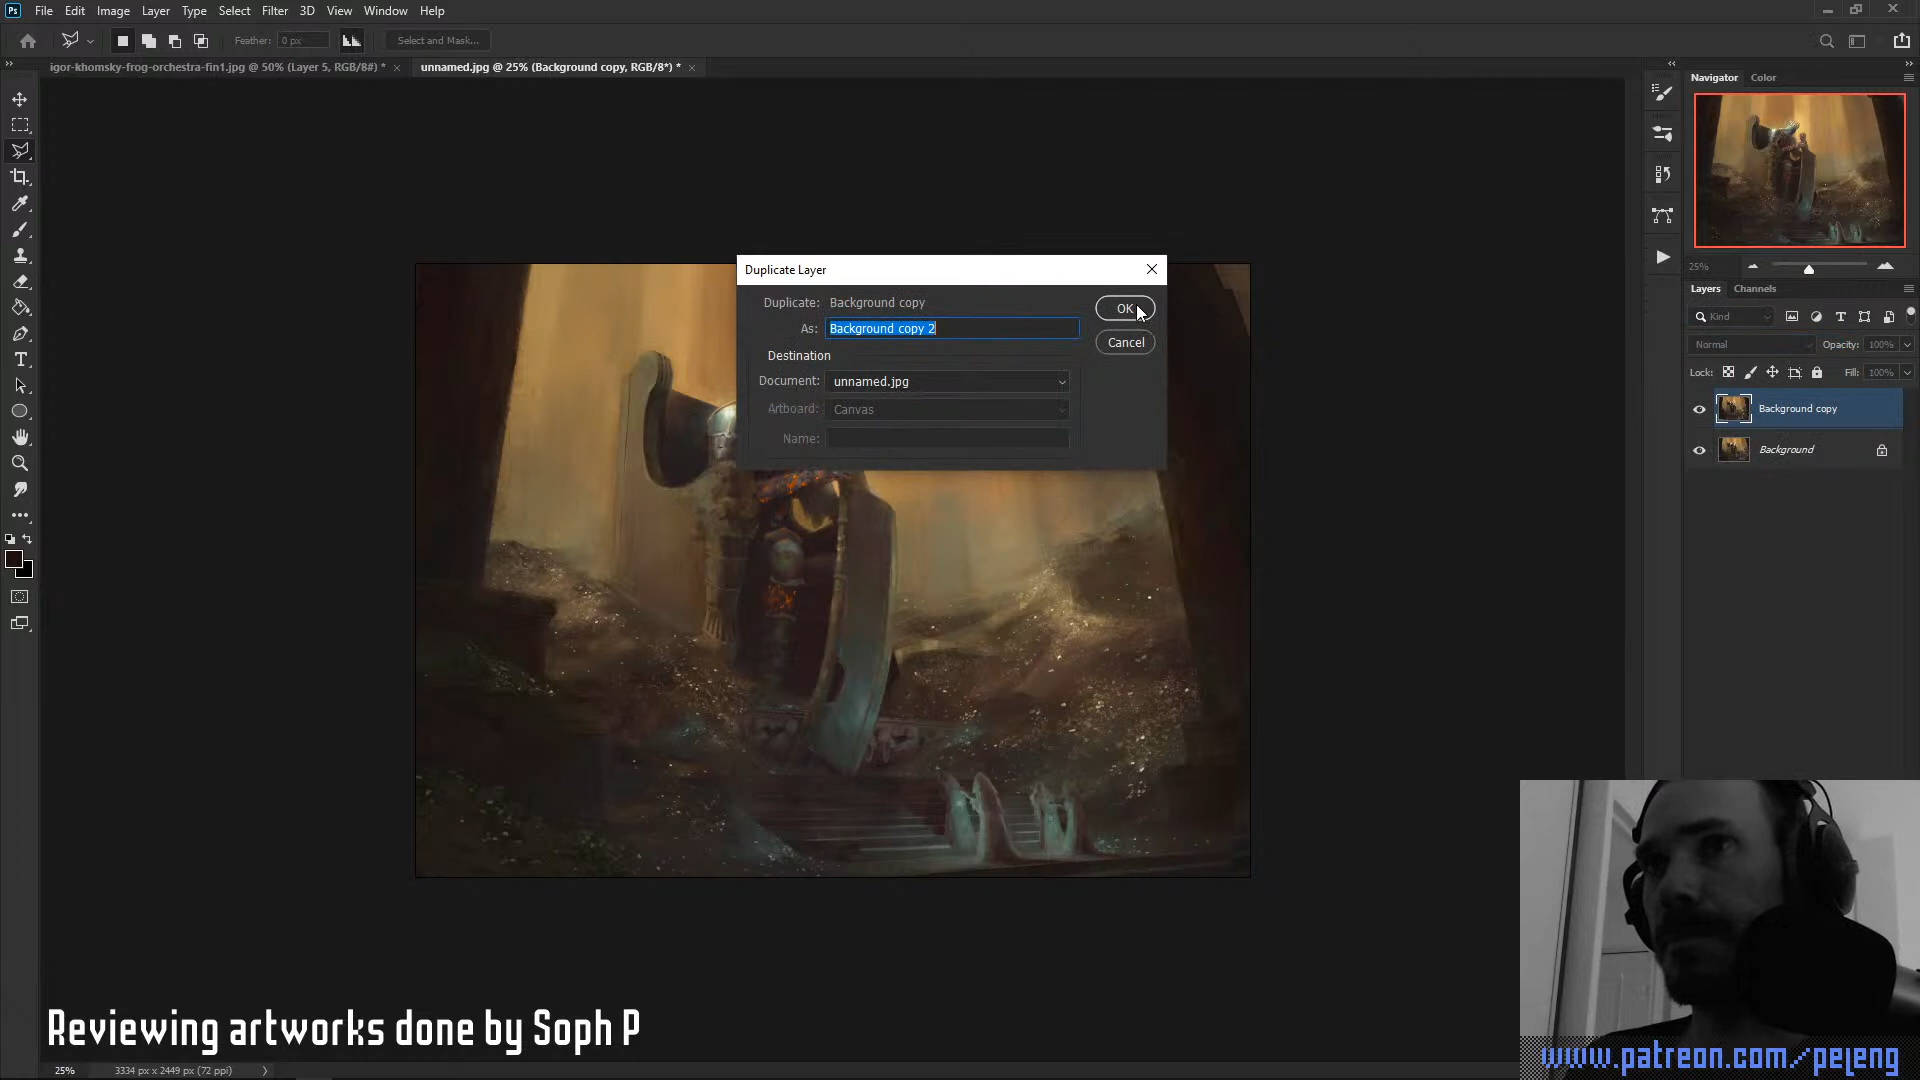 Ps File Edit Image Layer Type Select Filter 3D View Window Help
Feather: 0 px Select and Mask...
igor-khomsky-frog-orchestra-fin1.jpg @ 50% (Layer 5, RGB/8#) * unnamed.jpg @ 25% (Background copy, RGB/8*) *
Navigator Color
25%
Layers Channels
Kind
Normal Opacity: 100%
Lock: Fill: 100%
Background copy
Background
Duplicate Layer
Duplicate: Background copy
As: Background copy 2
Destination
Document: unnamed.jpg
Artboard: Canvas
Name:
OK
Cancel
Reviewing artworks done by Soph P
www.patreon.com/peleng
25% 3334 px x 2449 px (72 ppi)